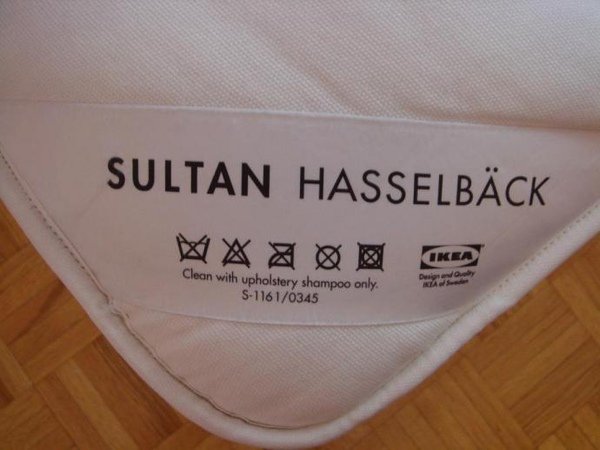 SULTAN HASSELBÄCK
Clean with upholstery shampoo only.
S-1161/0345
IKEA
Design and Quality
IKEA of Sweden